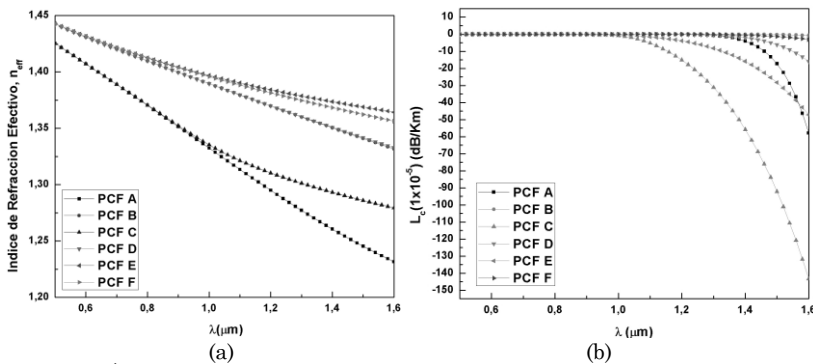 (a)
1,45
1,40
1,35
1,30
1,25
1,20
Indice de Refraccion Efectivo, n_eff
PCF A
PCF B
PCF C
PCF D
PCF E
PCF F
0,6 0,8 1,0 1,2 1,4 1,6
λ(μm)
(a)
(b)
10
0
-10
-20
-30
-40
-50
-60
-70
-80
-90
-100
-110
-120
-130
-140
-150
L_c(1x10^-5) (dB/Km)
PCF A
PCF B
PCF C
PCF D
PCF E
PCF F
0,6 0,8 1,0 1,2 1,4 1,6
λ (μm)
(b)